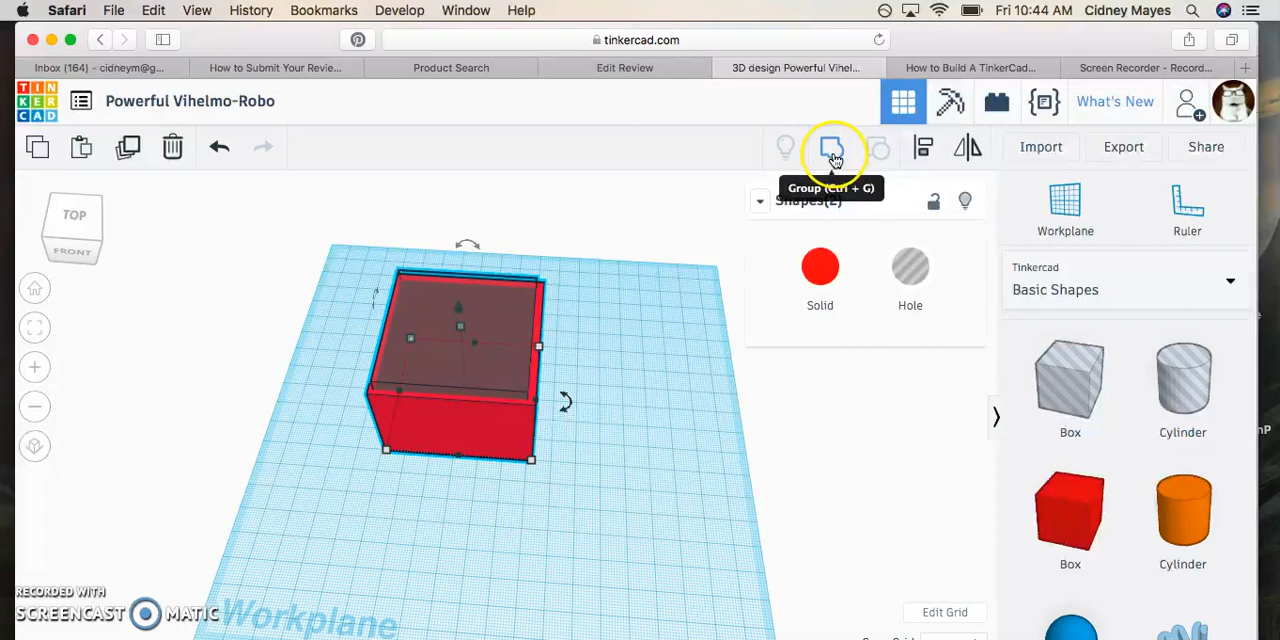 Safari File Edit View History Bookmarks Develop Window Help Fri 10:44 AM Cidney Mayes
tinkercad.com
Inbox (164) - cidneym@g... How to Submit Your Revie... Product Search Edit Review 3D design Powerful Vihel... How to Build A TinkerCad... Screen Recorder - Record...
TIN
KER
CAD
Powerful Vihelmo-Robo What's New
Import Export Share
Group (Ctrl + G)
Shapes(2)
TOP
FRONT
Workplane Ruler
Solid Hole
Tinkercad
Basic Shapes
Box Cylinder
Box Cylinder
Workplane
Edit Grid
RECORDED WITH
SCREENCAST MATIC